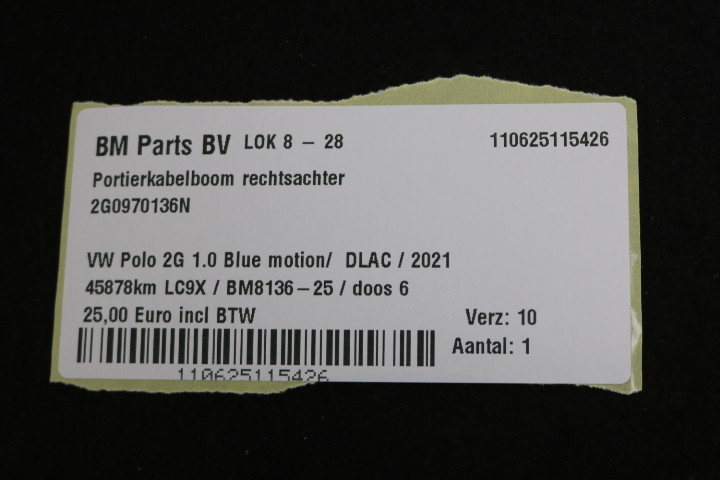 BM Parts BV LOK 8 – 28 110625115426
Portierkabelboom rechtsachter
2G0970136N
VW Polo 2G 1.0 Blue motion/ DLAC / 2021
45878km LC9X / BM8136–25 / doos 6
25,00 Euro incl BTW Verz: 10
Aantal: 1
110625115426